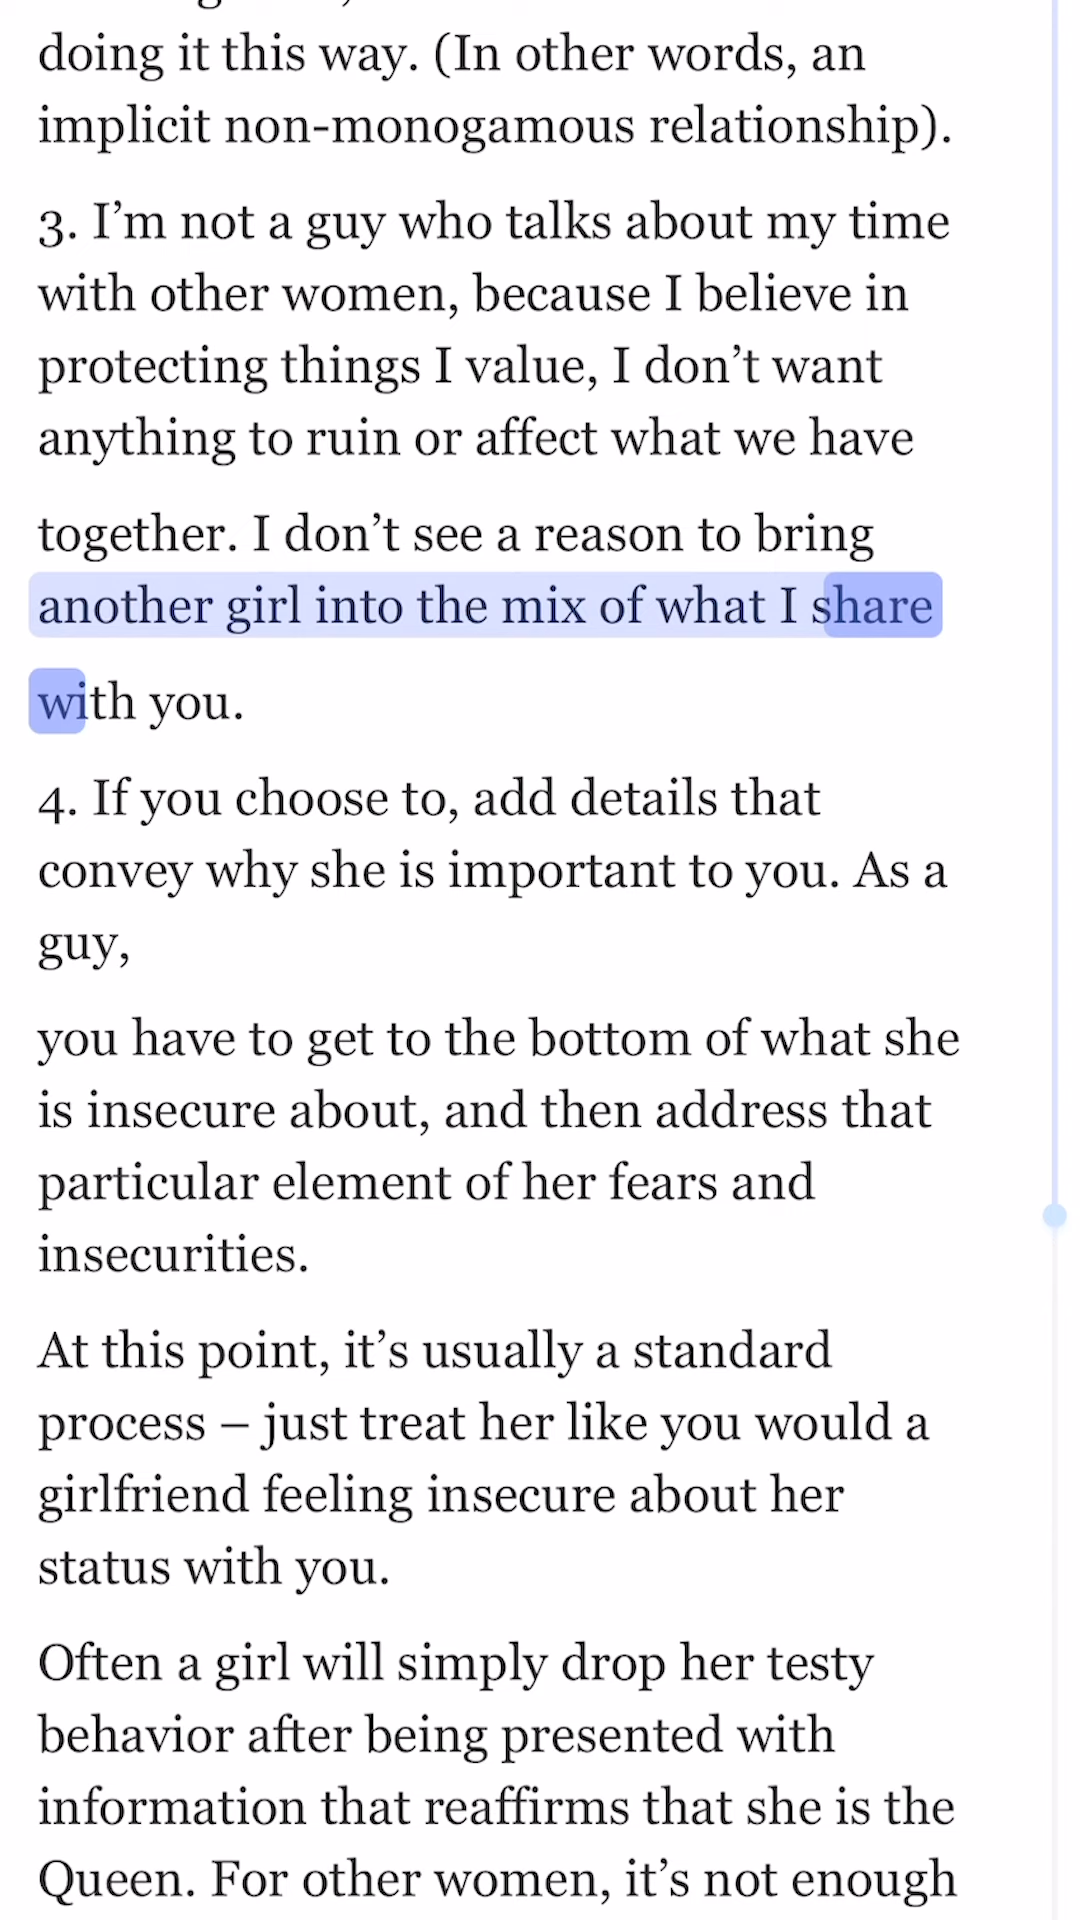 doing it this way. (In other words, an
implicit non-monogamous relationship).
3. I’m not a guy who talks about my time
with other women, because I believe in
protecting things I value, I don’t want
anything to ruin or affect what we have
together. I don’t see a reason to bring
another girl into the mix of what I share
with you.
4. If you choose to, add details that
convey why she is important to you. As a
guy,
you have to get to the bottom of what she
is insecure about, and then address that
particular element of her fears and
insecurities.
At this point, it’s usually a standard
process – just treat her like you would a
girlfriend feeling insecure about her
status with you.
Often a girl will simply drop her testy
behavior after being presented with
information that reaffirms that she is the
Queen. For other women, it’s not enough